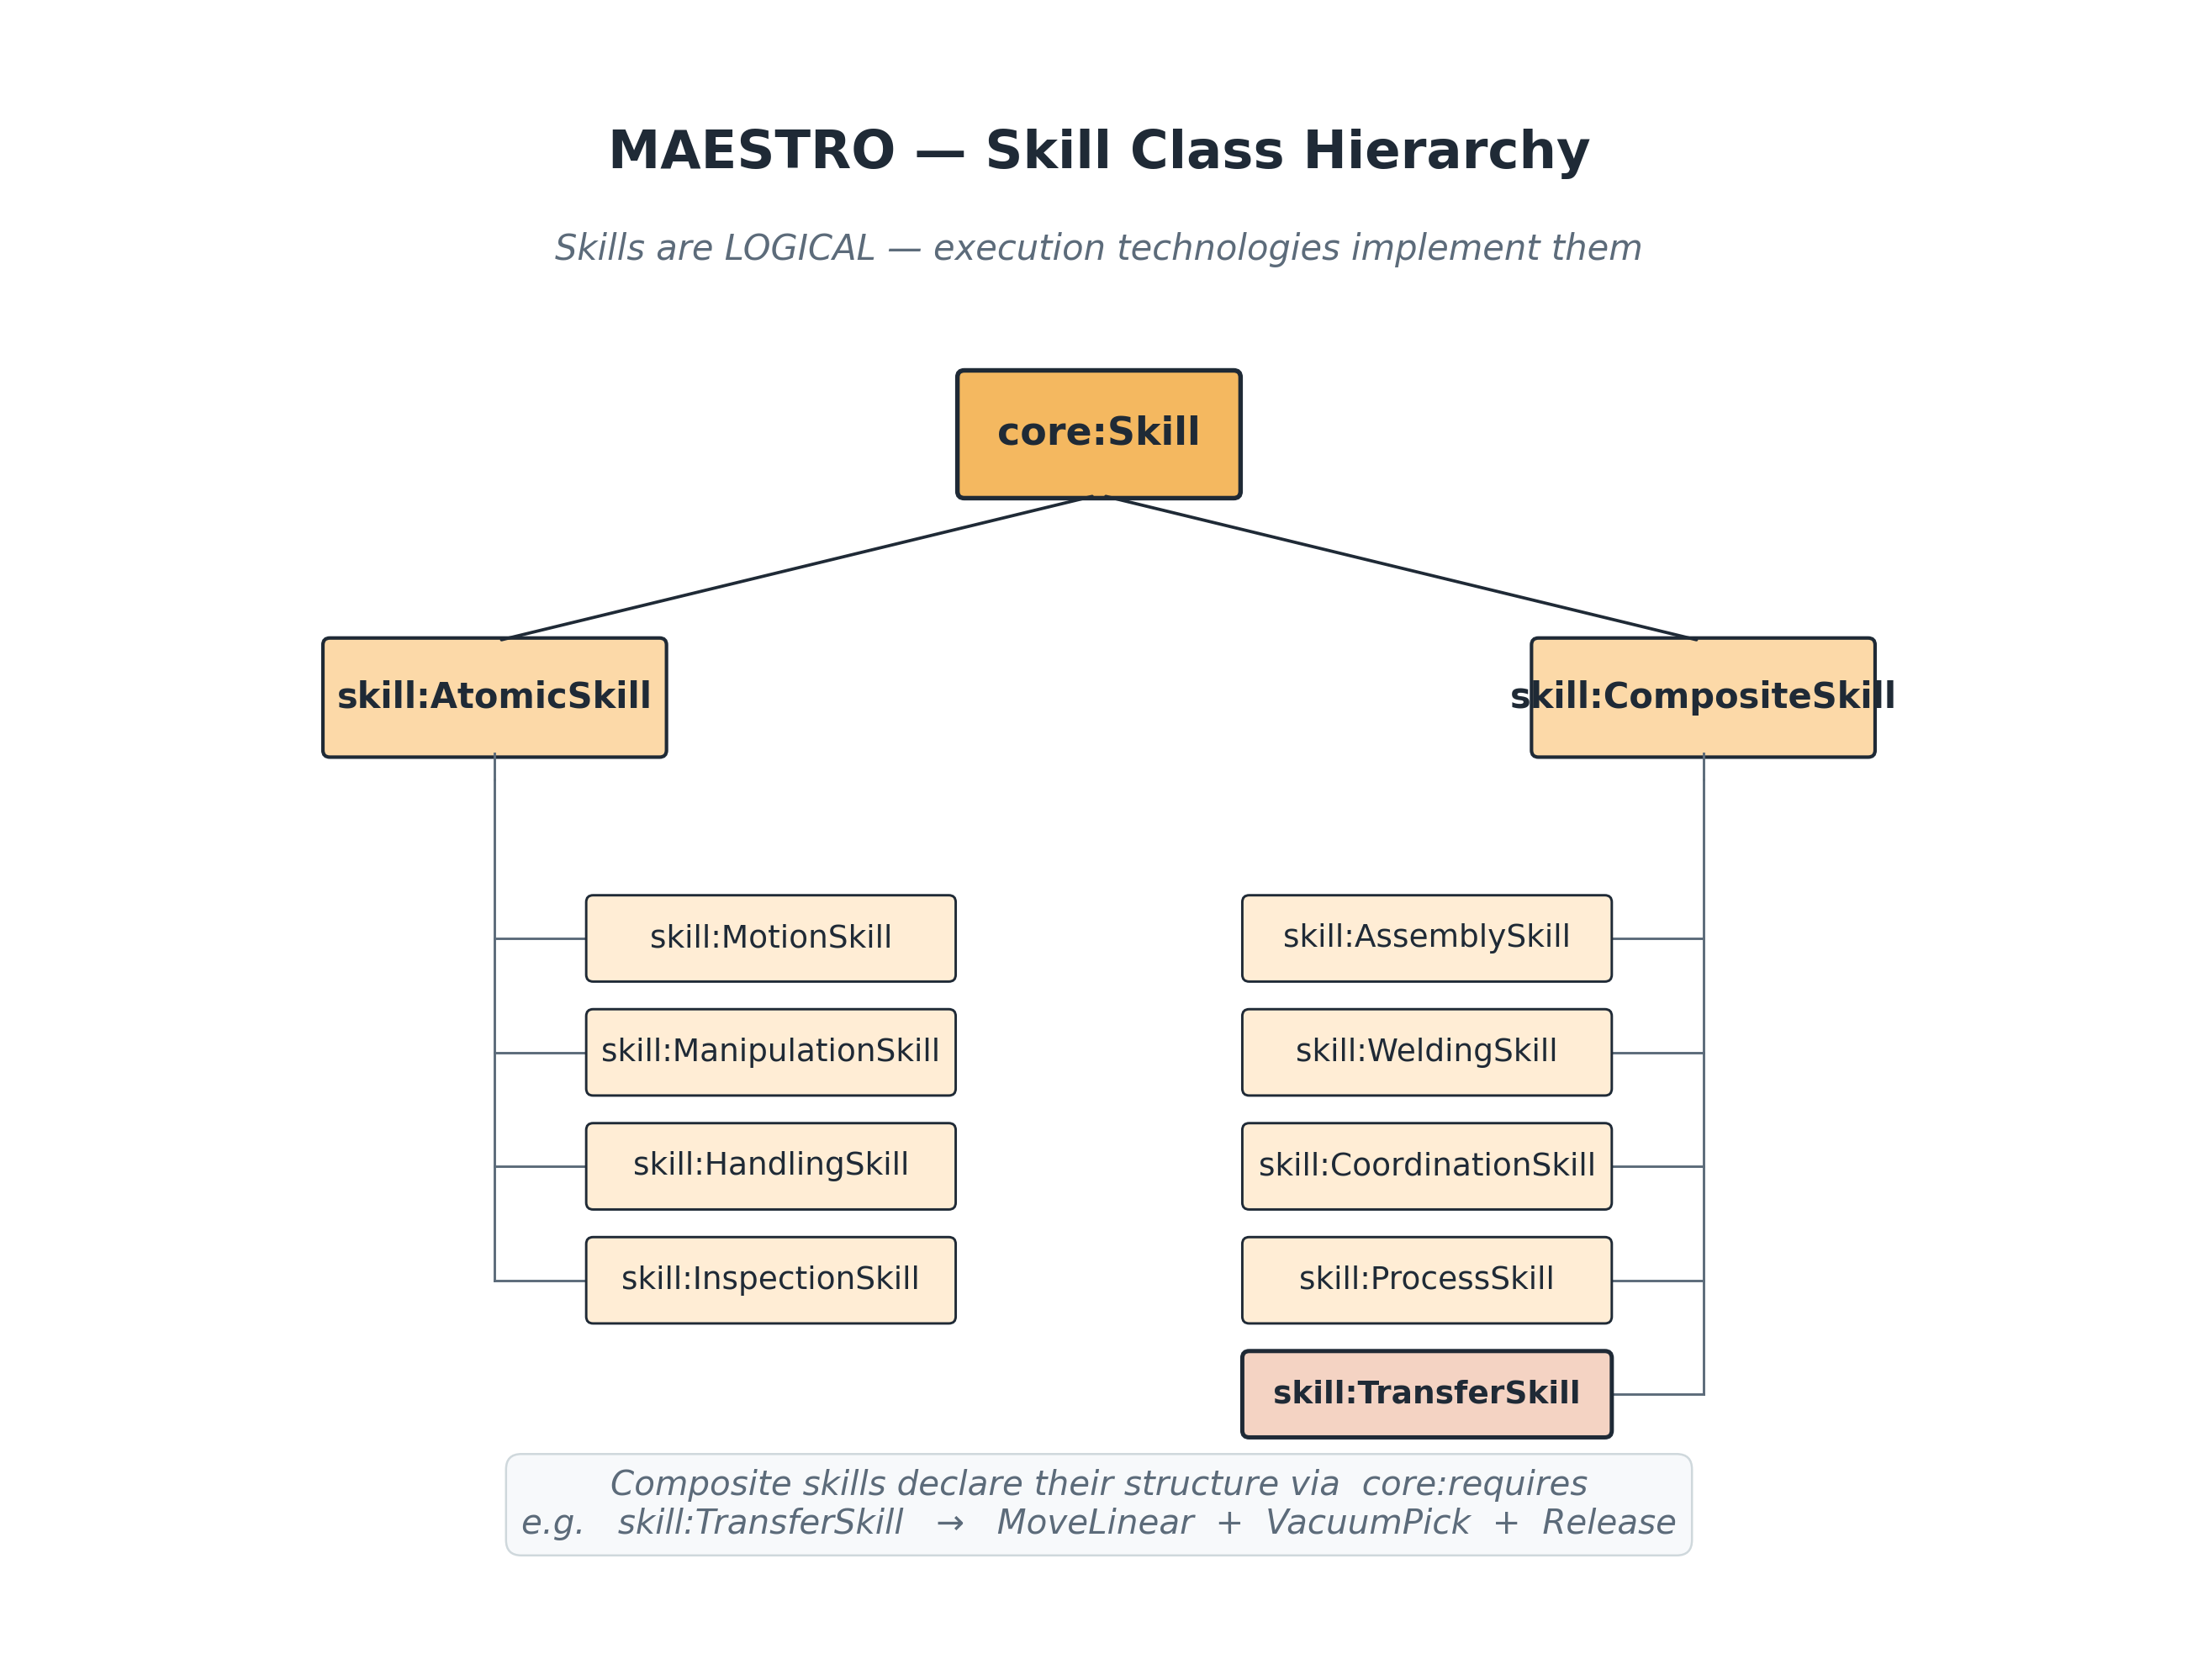 MAESTRO — Skill Class Hierarchy
Skills are LOGICAL — execution technologies implement them
core:Skill
skill:AtomicSkill
skill:CompositeSkill
skill:MotionSkill
skill:ManipulationSkill
skill:HandlingSkill
skill:InspectionSkill
skill:AssemblySkill
skill:WeldingSkill
skill:CoordinationSkill
skill:ProcessSkill
skill:TransferSkill
Composite skills declare their structure via core:requires
e.g. skill:TransferSkill → MoveLinear + VacuumPick + Release